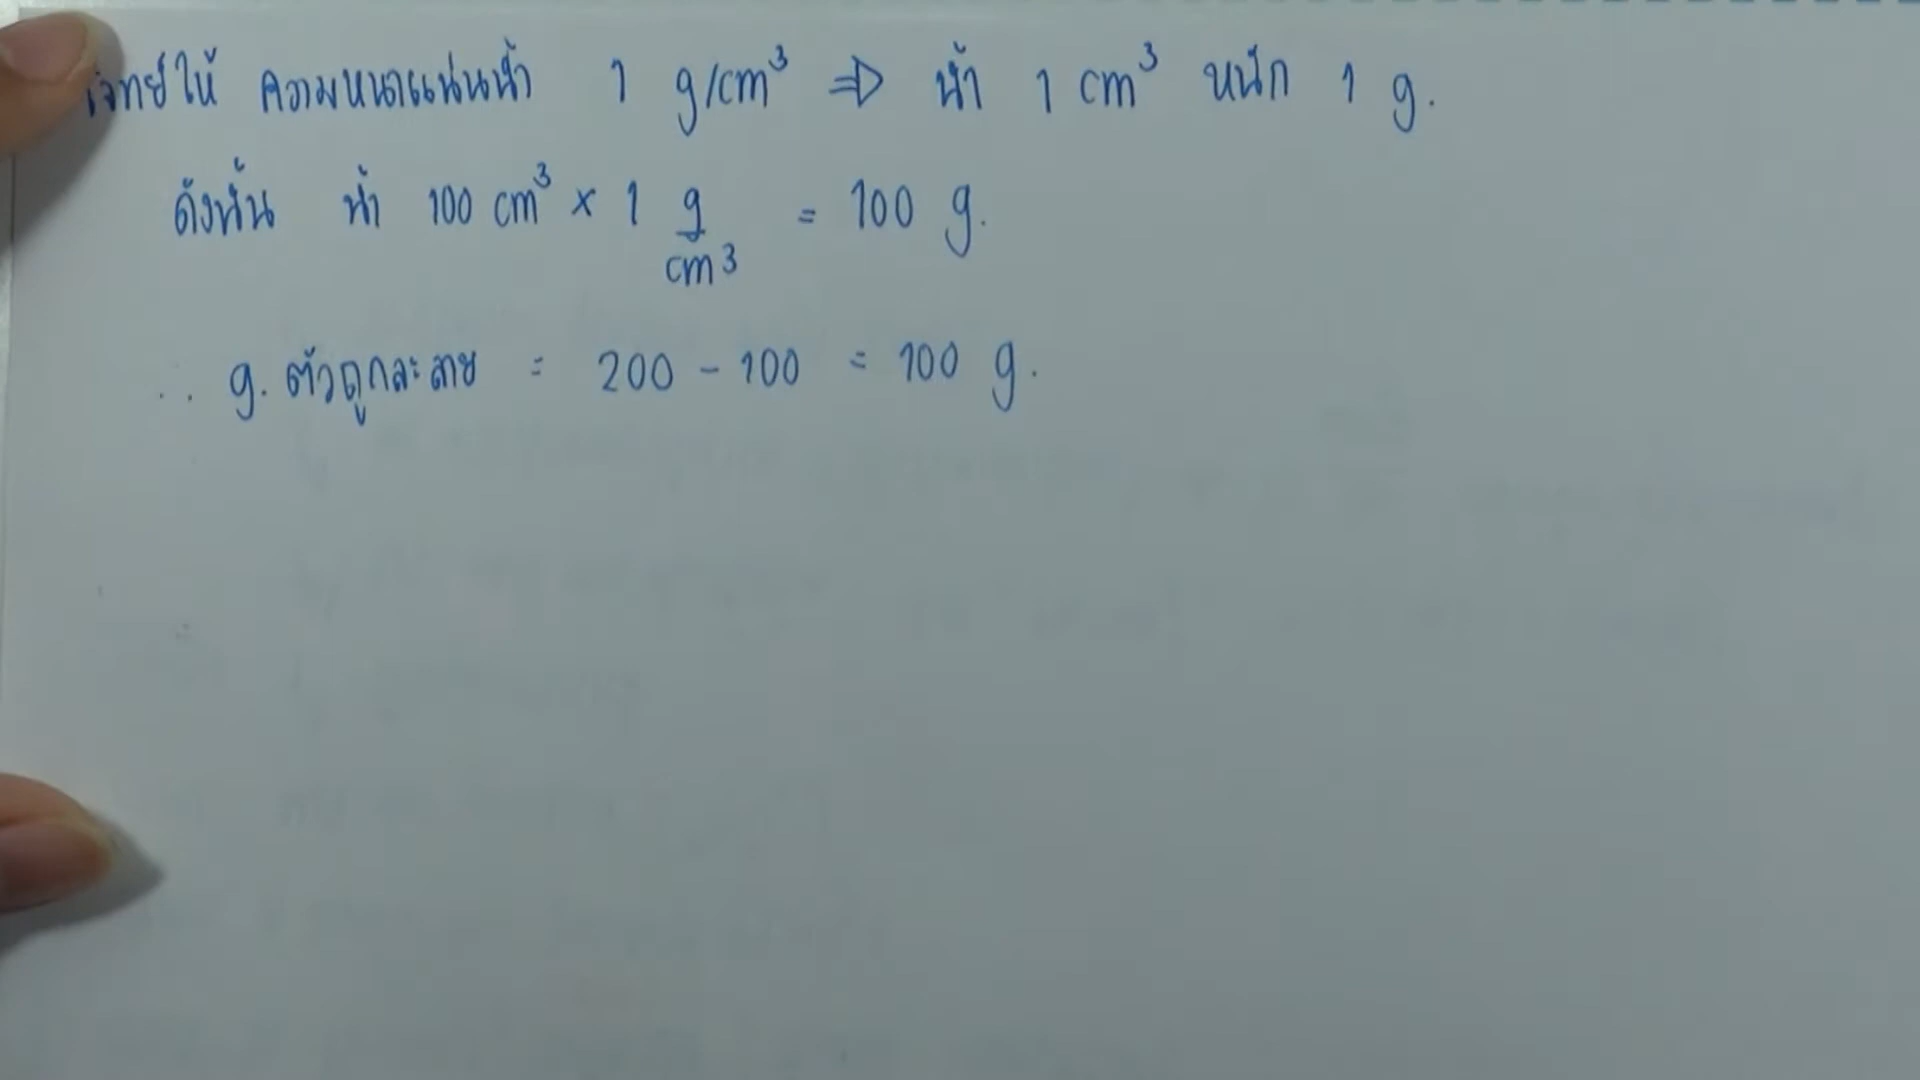 โจทย์ให้ ความหนาแน่นน้ำ 1 g/cm³ ⇒ น้ำ 1 cm³ หนัก 1 g.
ดังนั้น น้ำ 100 cm³ × 1 g/cm³ = 100 g.
∴ g. ตัวถูกละลาย = 200 - 100 = 100 g.